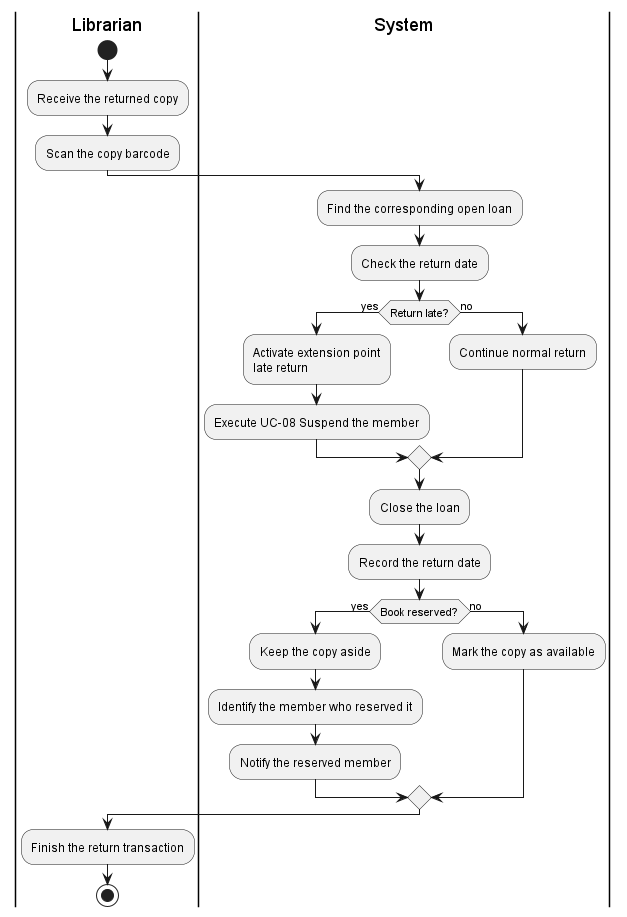 Librarian
System
Receive the returned copy
Scan the copy barcode
Find the corresponding open loan
Check the return date
yes
Return late?
no
Activate extension point
late return
Continue normal return
Execute UC-08 Suspend the member
Close the loan
Record the return date
yes
Book reserved?
no
Keep the copy aside
Mark the copy as available
Identify the member who reserved it
Notify the reserved member
Finish the return transaction